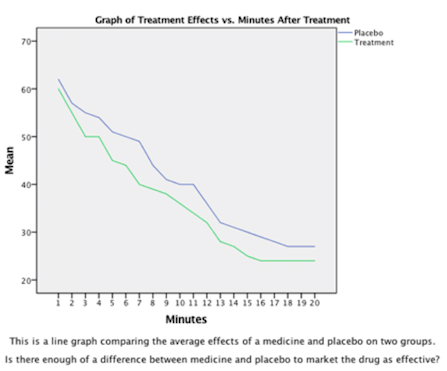 Graph of Treatment Effects vs. Minutes After Treatment
Placebo
Treatment
70
60
50
40
30
20
Mean
1 2 3 4 5 6 7 8 9 10 11 12 13 14 15 16 17 18 19 20
Minutes
This is a line graph comparing the average effects of a medicine and placebo on two groups.
Is there enough of a difference between medicine and placebo to market the drug as effective?